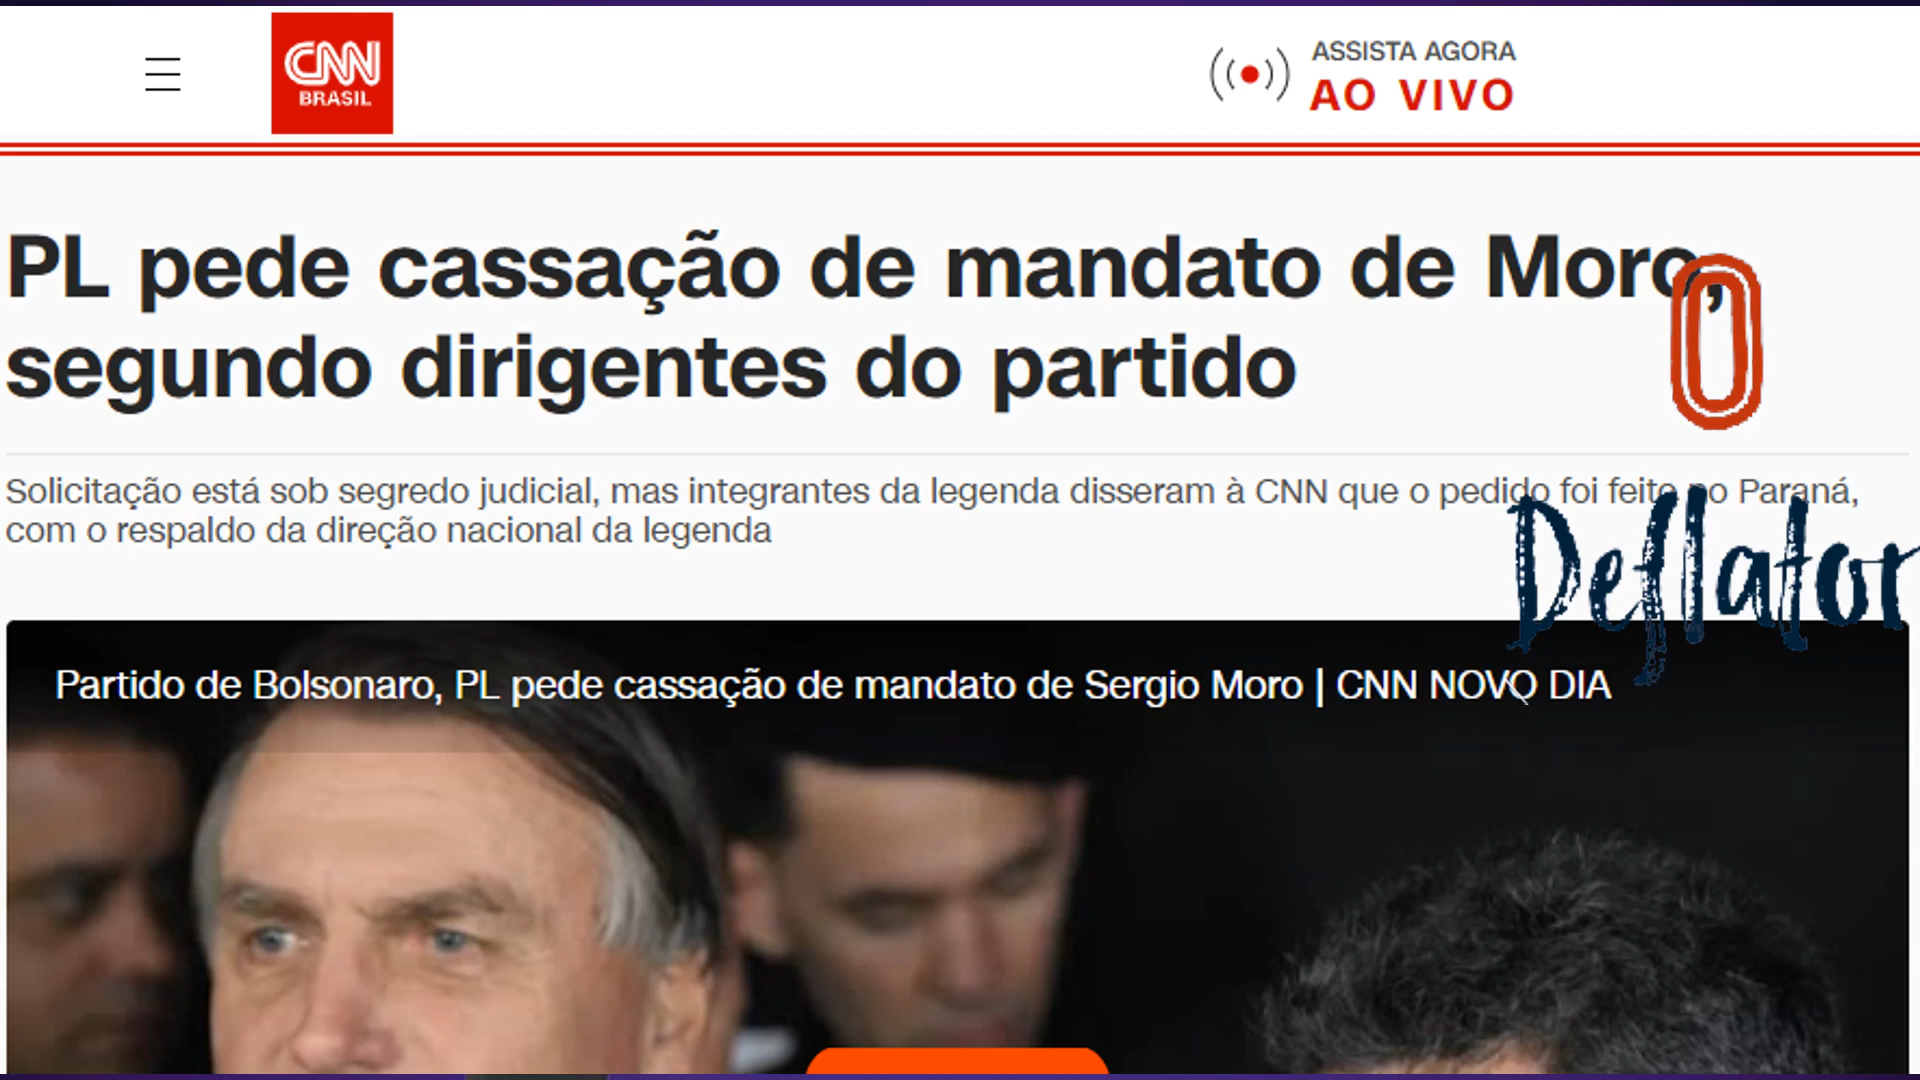 CNN
BRASIL
ASSISTA AGORA
AO VIVO
PL pede cassação de mandato de Moro,
segundo dirigentes do partido
O
Solicitação está sob segredo judicial, mas integrantes da legenda disseram à CNN que o pedido foi feito no Paraná,
com o respaldo da direção nacional da legenda
Deflator
Partido de Bolsonaro, PL pede cassação de mandato de Sergio Moro | CNN NOVO DIA